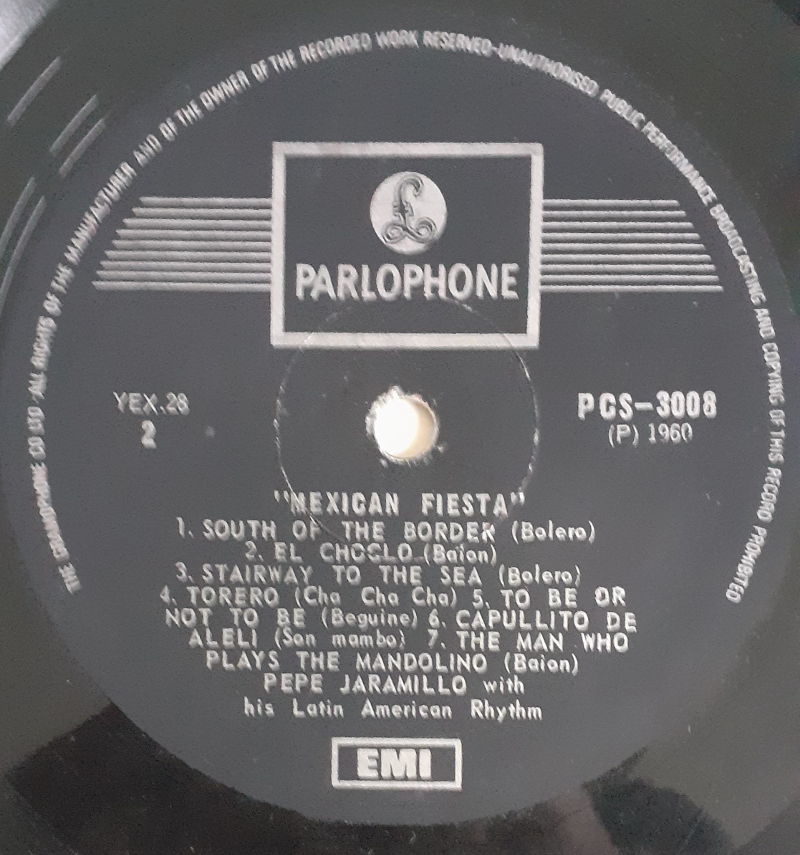 THE GRAMOPHONE CO LTD·ALL RIGHTS OF THE MANUFACTURER AND OF THE OWNER OF THE RECORDED WORK RESERVED-UNAUTHORISED PUBLIC PERFORMANCE BROADCASTING AND COPYING OF THIS RECORD PROHIBITED
£
PARLOPHONE
YEX.28
2
PCS-3008
(P) 1960
"MEXICAN FIESTA"
1. SOUTH OF THE BORDER (Bolero)
2. EL CHOCLO (Baion)
3. STAIRWAY TO THE SEA (Bolero)
4. TORERO (Cha Cha Cha) 5. TO BE OR
NOT TO BE (Beguine) 6. CAPULLITO DE
ALELI (Son mambo) 7. THE MAN WHO
PLAYS THE MANDOLINO (Baion)
PEPE JARAMILLO with
his Latin American Rhythm
EMI